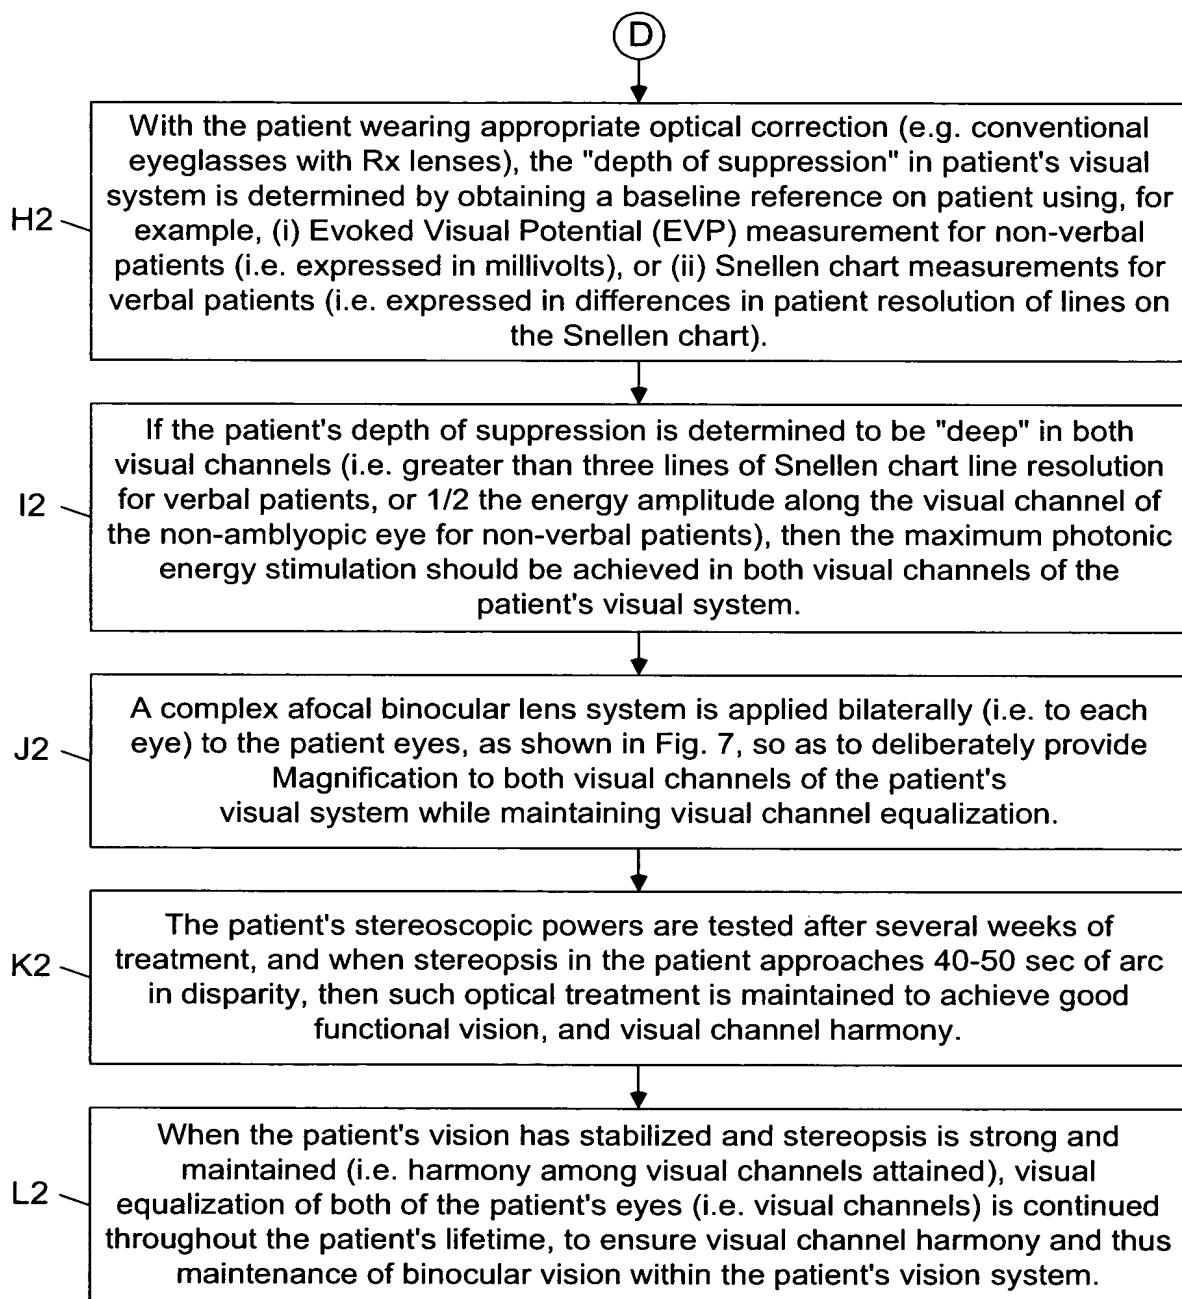 D
H2
With the patient wearing appropriate optical correction (e.g. conventional
eyeglasses with Rx lenses), the "depth of suppression" in patient's visual
system is determined by obtaining a baseline reference on patient using, for
example, (i) Evoked Visual Potential (EVP) measurement for non-verbal
patients (i.e. expressed in millivolts), or (ii) Snellen chart measurements for
verbal patients (i.e. expressed in differences in patient resolution of lines on
the Snellen chart).
I2
If the patient's depth of suppression is determined to be "deep" in both
visual channels (i.e. greater than three lines of Snellen chart line resolution
for verbal patients, or 1/2 the energy amplitude along the visual channel of
the non-amblyopic eye for non-verbal patients), then the maximum photonic
energy stimulation should be achieved in both visual channels of the
patient's visual system.
J2
A complex afocal binocular lens system is applied bilaterally (i.e. to each
eye) to the patient eyes, as shown in Fig. 7, so as to deliberately provide
Magnification to both visual channels of the patient's
visual system while maintaining visual channel equalization.
K2
The patient's stereoscopic powers are tested after several weeks of
treatment, and when stereopsis in the patient approaches 40-50 sec of arc
in disparity, then such optical treatment is maintained to achieve good
functional vision, and visual channel harmony.
L2
When the patient's vision has stabilized and stereopsis is strong and
maintained (i.e. harmony among visual channels attained), visual
equalization of both of the patient's eyes (i.e. visual channels) is continued
throughout the patient's lifetime, to ensure visual channel harmony and thus
maintenance of binocular vision within the patient's vision system.